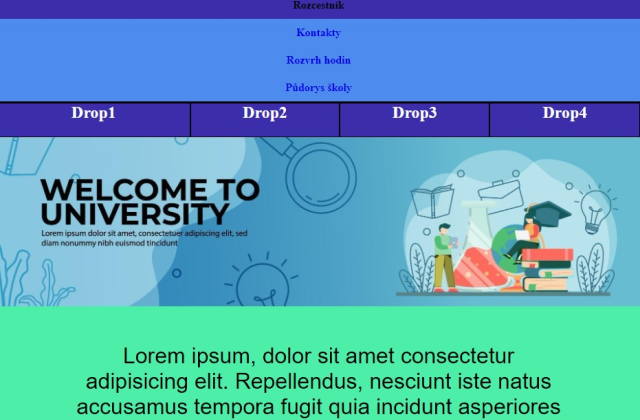 Rozcestník
Kontakty
Rozvrh hodin
Půdorys školy
Drop1 Drop2 Drop3 Drop4
WELCOME TO
UNIVERSITY
Lorem ipsum dolor sit amet, consectetuer adipiscing elit, sed
diam nonummy nibh euismod tincidunt
Lorem ipsum, dolor sit amet consectetur
adipisicing elit. Repellendus, nesciunt iste natus
accusamus tempora fugit quia incidunt asperiores